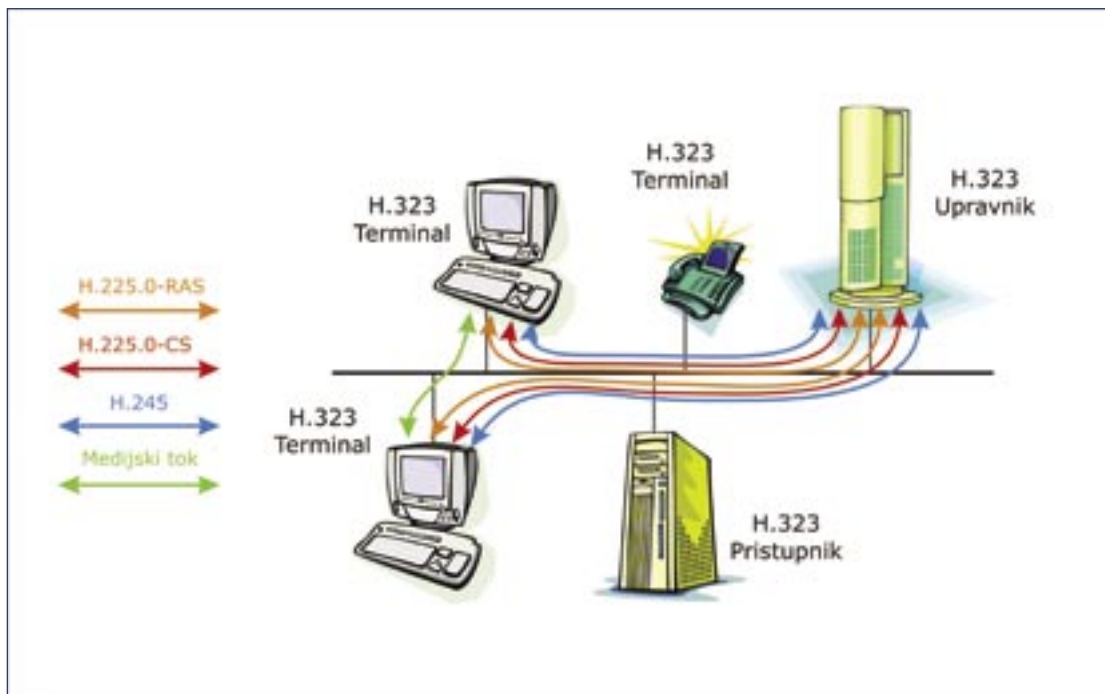 H.323
Terminal
H.323
Terminal
H.323
Upravnik
H.225.0-RAS
H.225.0-CS
H.245
Medijski tok
H.323
Terminal
H.323
Pristupnik